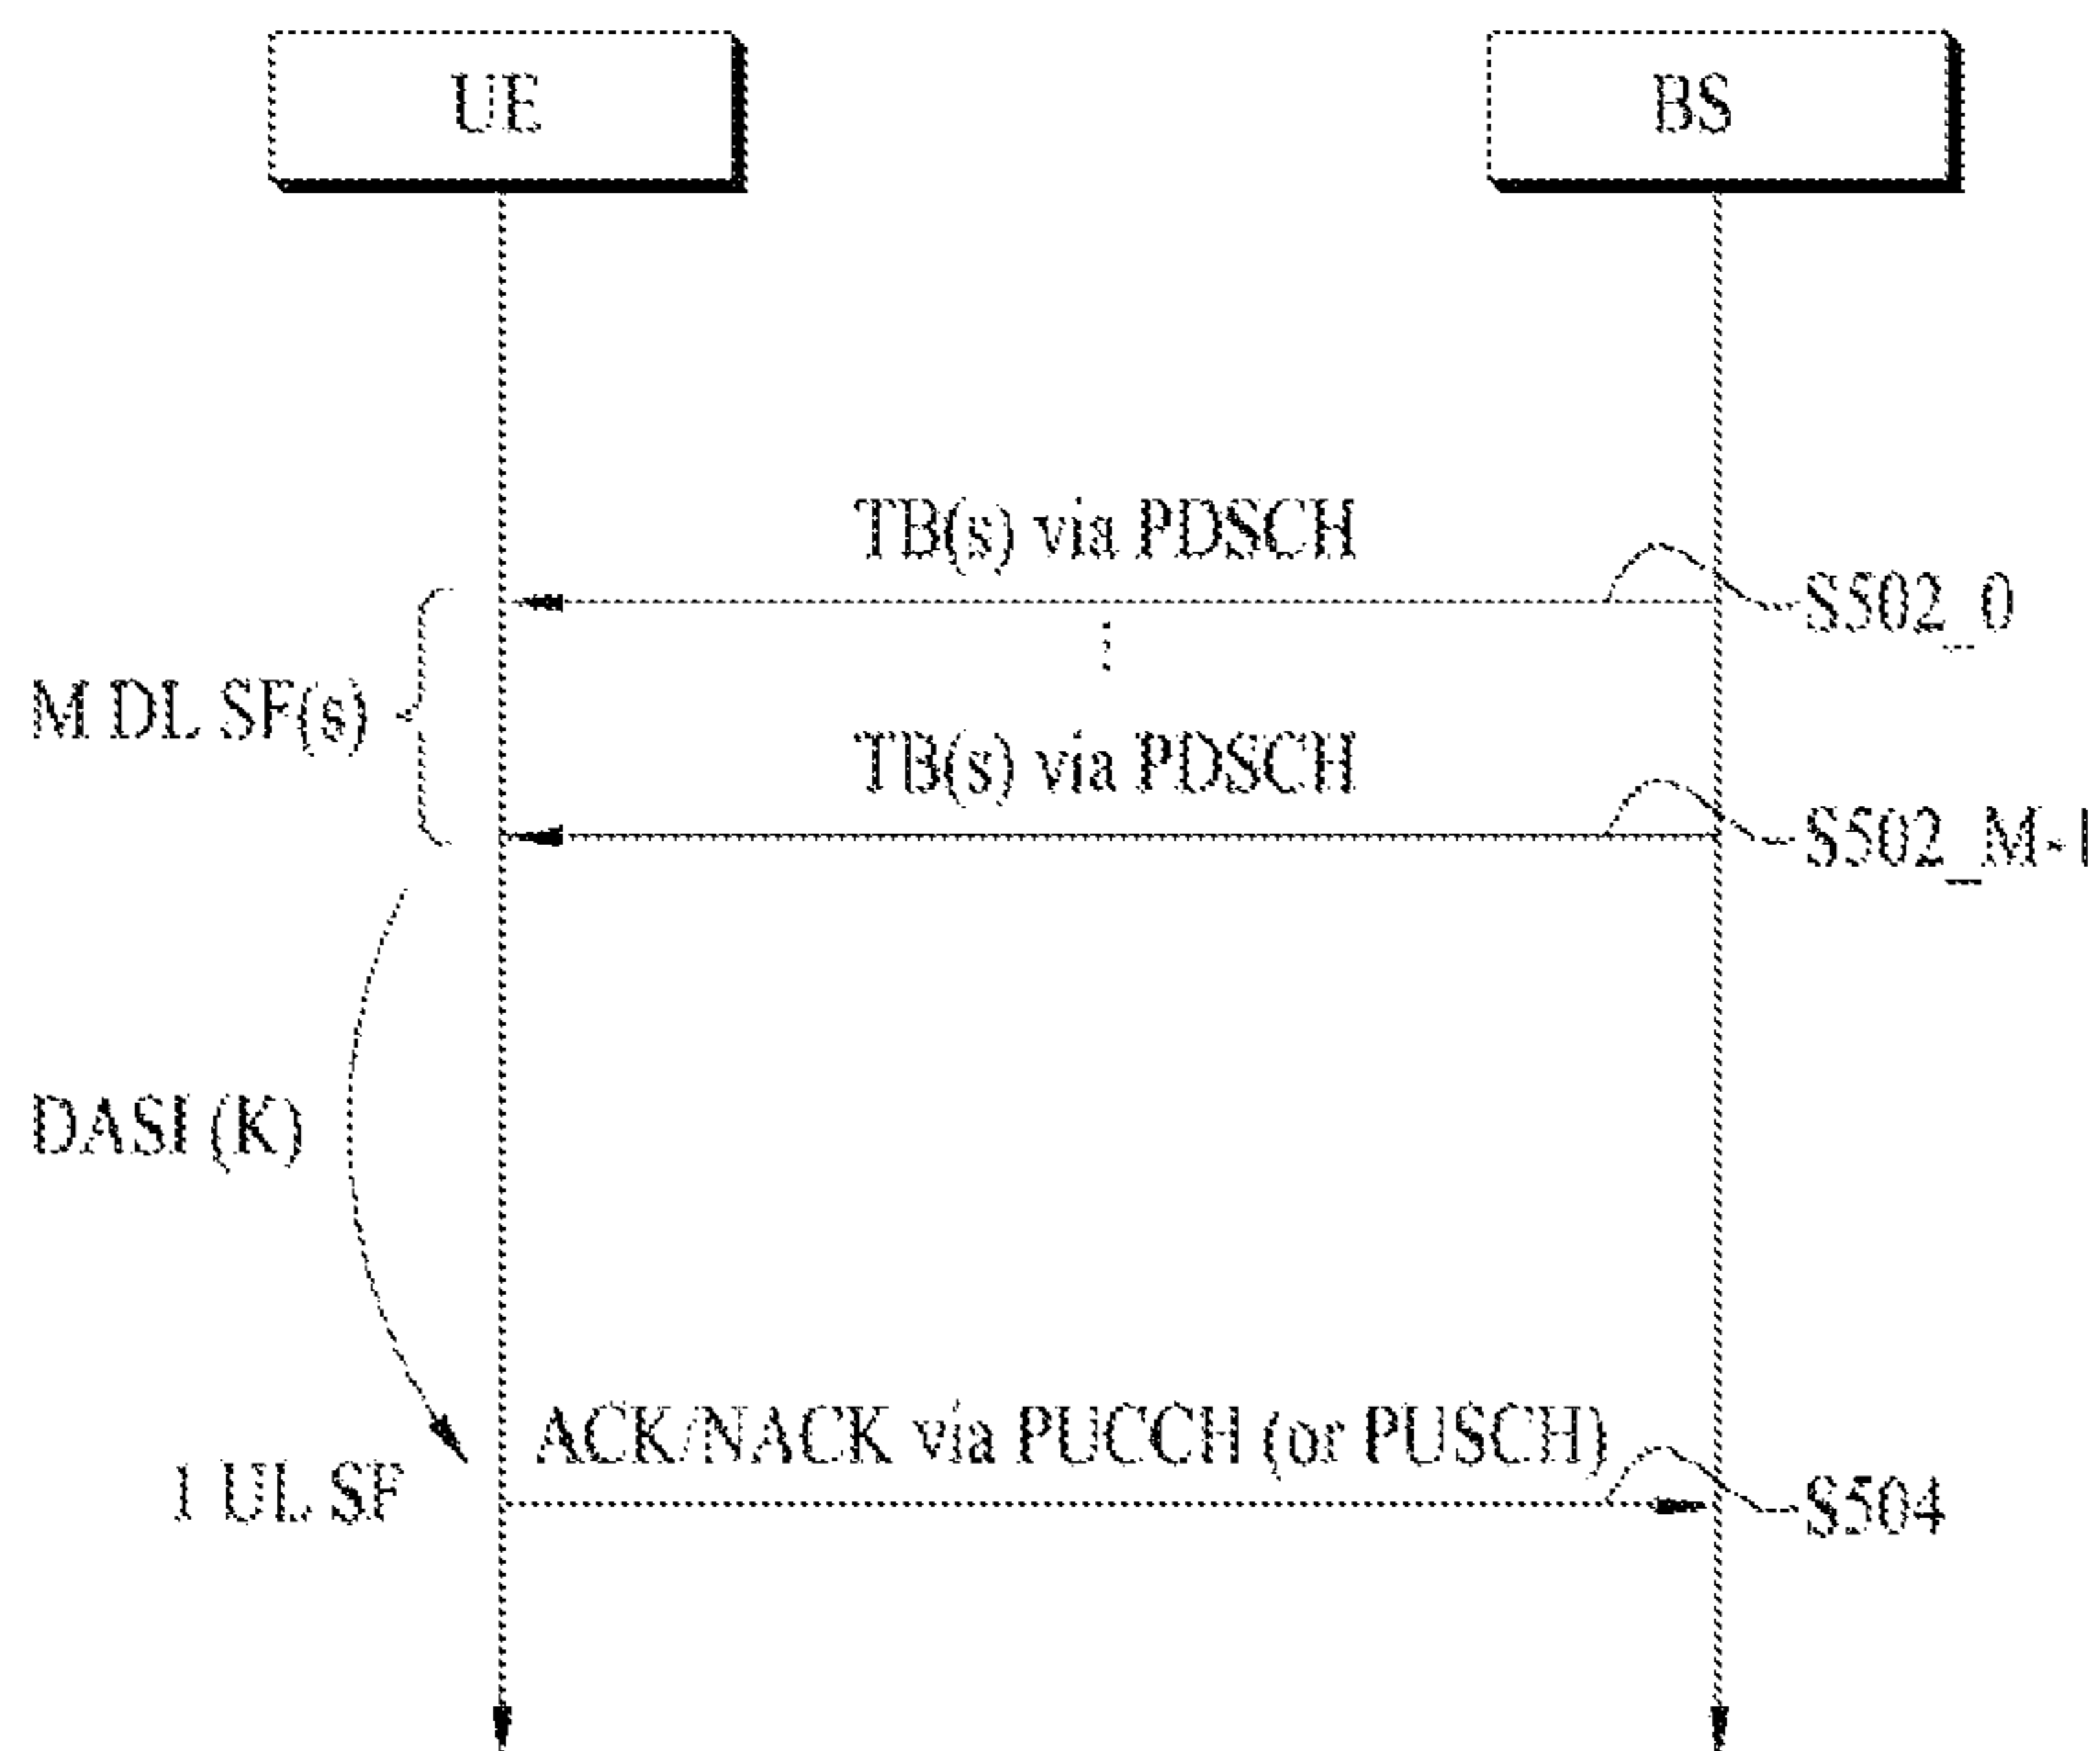 UE
BS
TB(s) via PDSCH
S502_0
M DL SF(s)
TB(s) via PDSCH
S502_M-1
DASI (K)
ACK/NACK via PUCCH (or PUSCH)
1 UL SF
S504